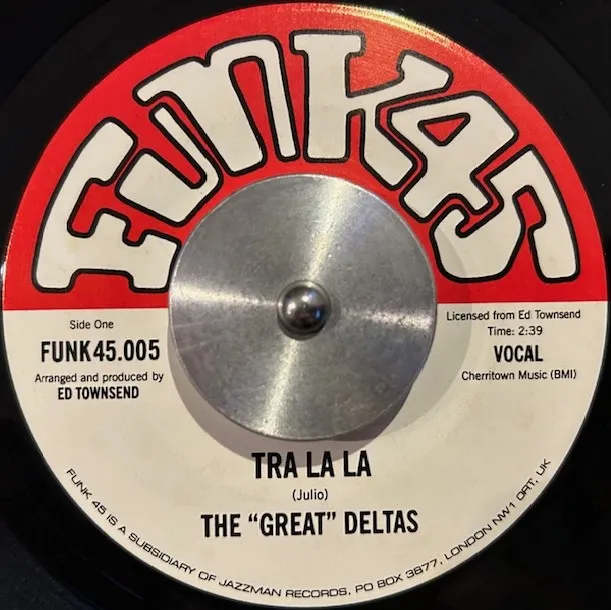 FUNK45
Side One
FUNK45.005
Arranged and produced by
ED TOWNSEND
Licensed from Ed Townsend
Time: 2:39
VOCAL
Cherritown Music (BMI)
TRA LA LA
(Julio)
THE "GREAT" DELTAS
FUNK 45 IS A SUBSIDIARY OF JAZZMAN RECORDS, PO BOX 3677, LONDON NW1 0RT, UK